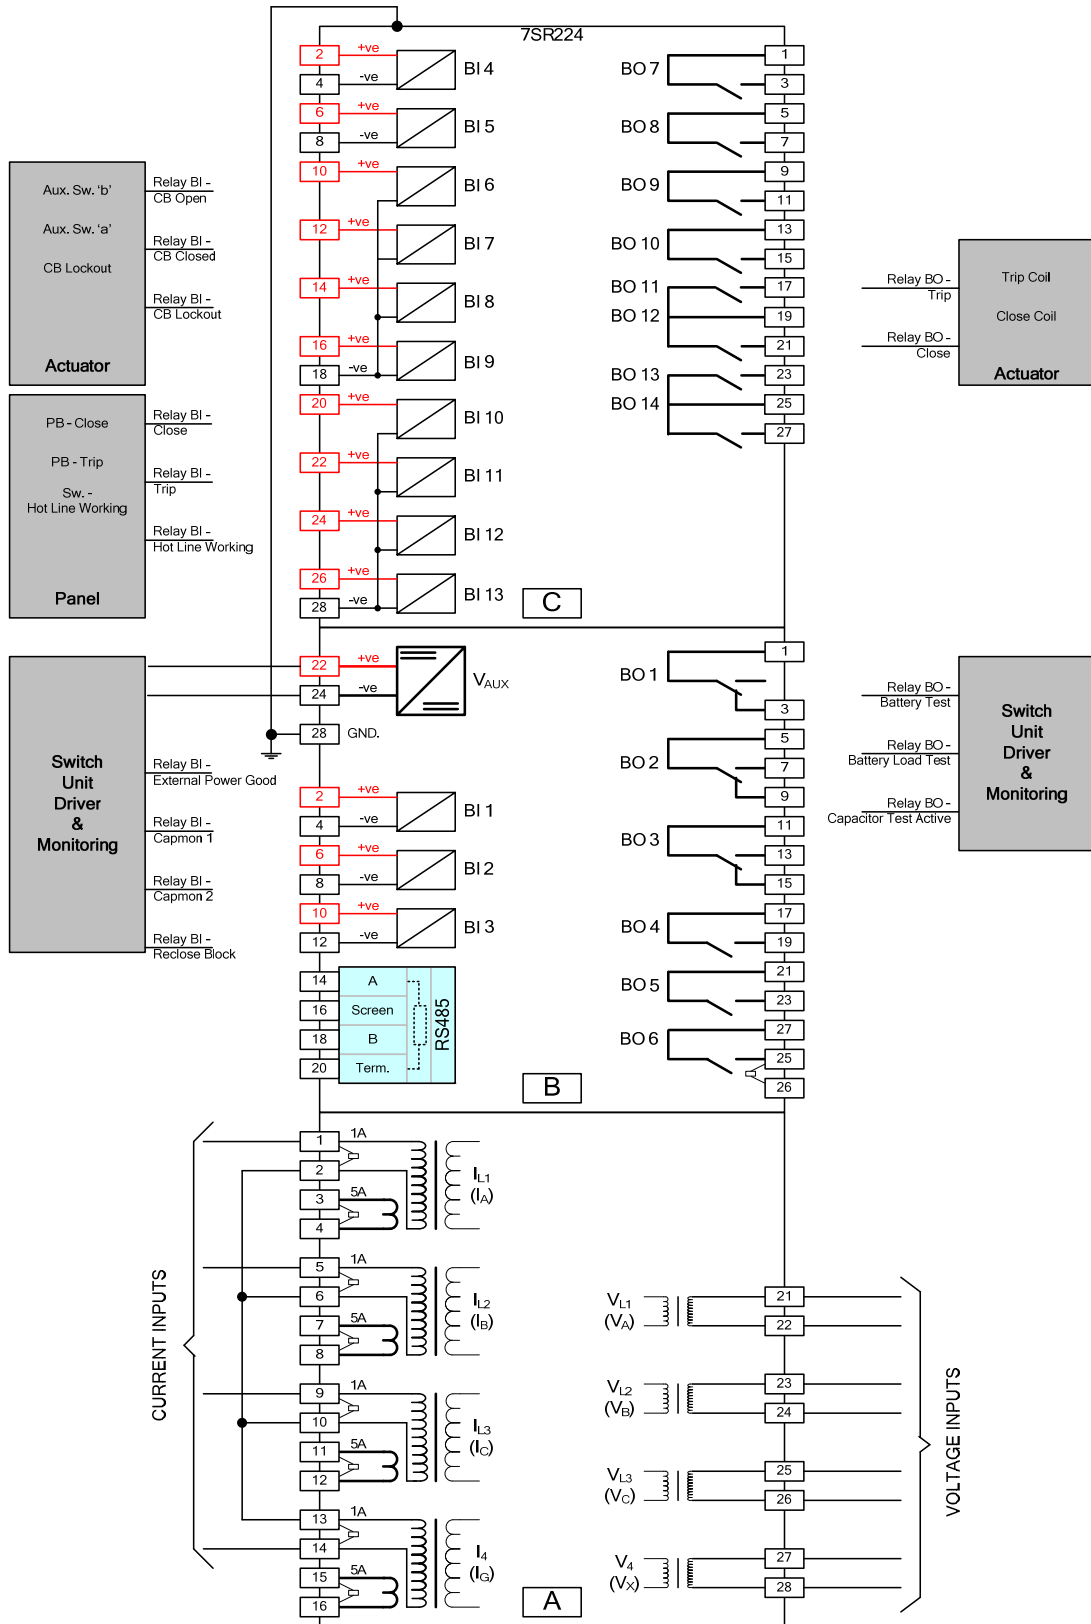 7SR224
2 +ve
4 -ve
BI 4
6 +ve
8 -ve
BI 5
10 +ve
BI 6
12 +ve
BI 7
14 +ve
BI 8
16 +ve
18 -ve
BI 9
20 +ve
BI 10
22 +ve
BI 11
24 +ve
BI 12
26 +ve
28 -ve
BI 13
C
BO 7
1
3
BO 8
5
7
BO 9
9
11
BO 10
13
15
BO 11
17
BO 12
19
21
BO 13
23
BO 14
25
27
Aux. Sw. 'b'
Aux. Sw. 'a'
CB Lockout
Actuator
Relay BI -
CB Open
Relay BI -
CB Closed
Relay BI -
CB Lockout
PB - Close
PB - Trip
Sw. -
Hot Line Working
Panel
Relay BI -
Close
Relay BI -
Trip
Relay BI -
Hot Line Working
Relay BO -
Trip
Relay BO -
Close
Trip Coil
Close Coil
Actuator
Switch
Unit
Driver
&
Monitoring
Relay BI -
External Power Good
Relay BI -
Capmon 1
Relay BI -
Capmon 2
Relay BI -
Reclose Block
22 +ve
24 -ve
VAUX
28 GND.
2 +ve
4 -ve
BI 1
6 +ve
8 -ve
BI 2
10 +ve
12 -ve
BI 3
14 A
16 Screen
18 B
20 Term.
RS485
B
BO 1
1
3
BO 2
5
7
9
BO 3
11
13
15
BO 4
17
19
BO 5
21
23
BO 6
27
25
26
Relay BO -
Battery Test
Relay BO -
Battery Load Test
Relay BO -
Capacitor Test Active
Switch
Unit
Driver
&
Monitoring
CURRENT INPUTS
1 1A
2
3 5A
4
IL1
(IA)
5 1A
6
7 5A
8
IL2
(IB)
9 1A
10
11 5A
12
IL3
(IC)
13 1A
14
15 5A
16
I4
(IG)
A
VL1
(VA)
21
22
VL2
(VB)
23
24
VL3
(VC)
25
26
V4
(VX)
27
28
VOLTAGE INPUTS